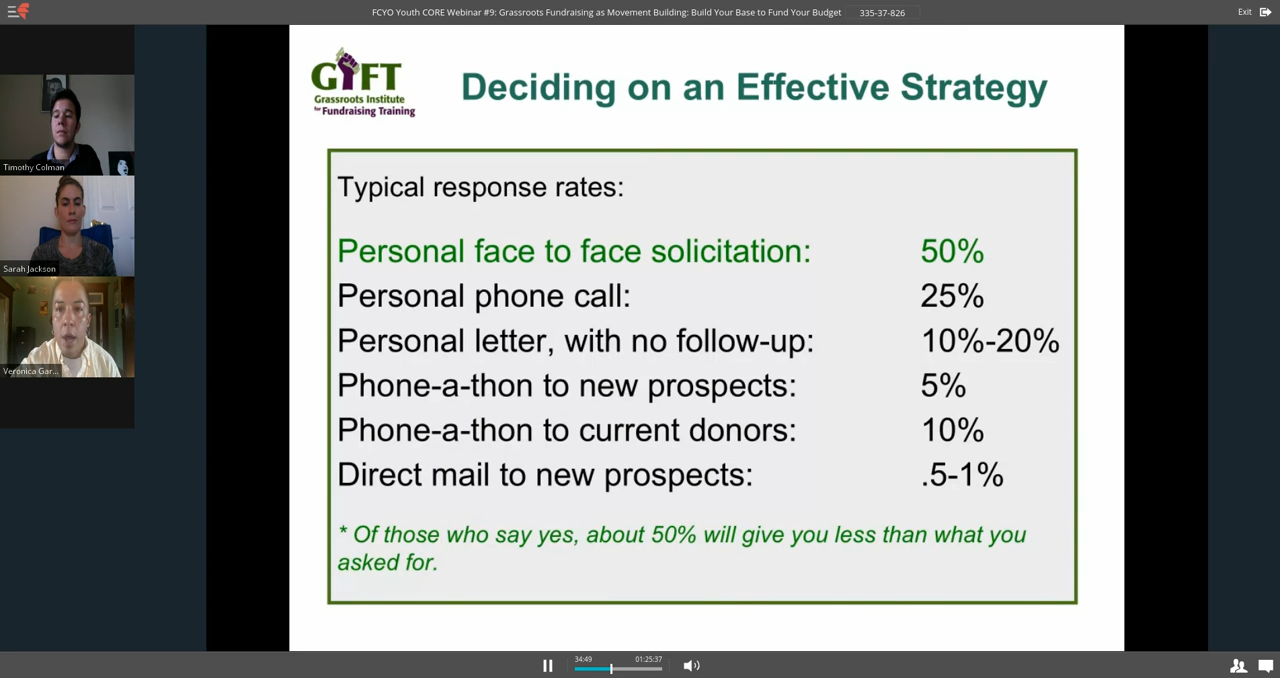 FCYO Youth CORE Webinar #9: Grassroots Fundraising as Movement Building: Build Your Base to Fund Your Budget
335-37-826
Exit
Timothy Colman
Sarah Jackson
Veronica Gar...
GIFT
Grassroots Institute
for Fundraising Training
Deciding on an Effective Strategy
Typical response rates:
Personal face to face solicitation: 50%
Personal phone call: 25%
Personal letter, with no follow-up: 10%-20%
Phone-a-thon to new prospects: 5%
Phone-a-thon to current donors: 10%
Direct mail to new prospects: .5-1%
* Of those who say yes, about 50% will give you less than what you
asked for.
34:49
01:25:37